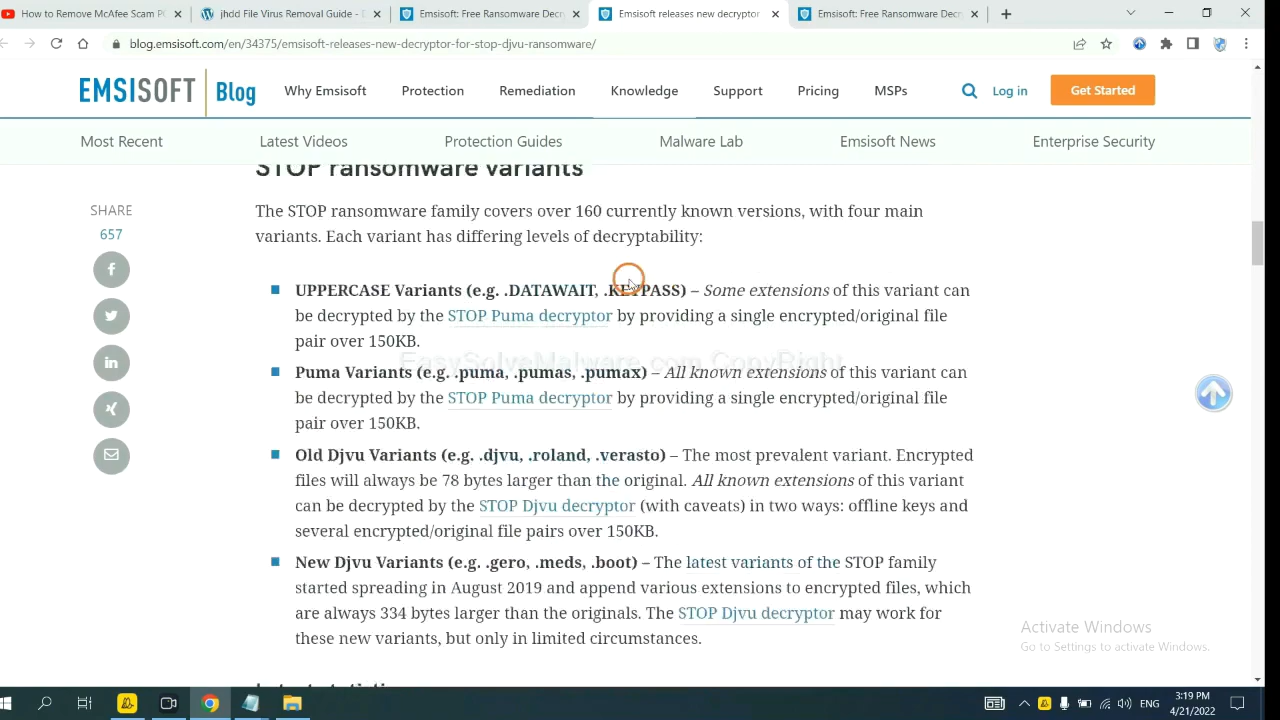 How to Remove McAfee Scam P
jhdd File Virus Removal Guide - D
Emsisoft: Free Ransomware Decr
Emsisoft releases new decryptor
Emsisoft: Free Ransomware Decr
blog.emsisoft.com/en/34375/emsisoft-releases-new-decryptor-for-stop-djvu-ransomware/
EMSISOFT Blog Why Emsisoft Protection Remediation Knowledge Support Pricing MSPs Log in Get Started
Most Recent Latest Videos Protection Guides Malware Lab Emsisoft News Enterprise Security
STOP ransomware variants
SHARE
657
The STOP ransomware family covers over 160 currently known versions, with four main
variants. Each variant has differing levels of decryptability:
UPPERCASE Variants (e.g. .DATAWAIT, .KEYPASS) – Some extensions of this variant can
be decrypted by the STOP Puma decryptor by providing a single encrypted/original file
pair over 150KB.
EasySolveMalware.com CopyRight
Puma Variants (e.g. .puma, .pumas, .pumax) – All known extensions of this variant can
be decrypted by the STOP Puma decryptor by providing a single encrypted/original file
pair over 150KB.
Old Djvu Variants (e.g. .djvu, .roland, .verasto) – The most prevalent variant. Encrypted
files will always be 78 bytes larger than the original. All known extensions of this variant
can be decrypted by the STOP Djvu decryptor (with caveats) in two ways: offline keys and
several encrypted/original file pairs over 150KB.
New Djvu Variants (e.g. .gero, .meds, .boot) – The latest variants of the STOP family
started spreading in August 2019 and append various extensions to encrypted files, which
are always 334 bytes larger than the originals. The STOP Djvu decryptor may work for
these new variants, but only in limited circumstances.
Activate Windows
Go to Settings to activate Windows.
ENG
3:19 PM
4/21/2022